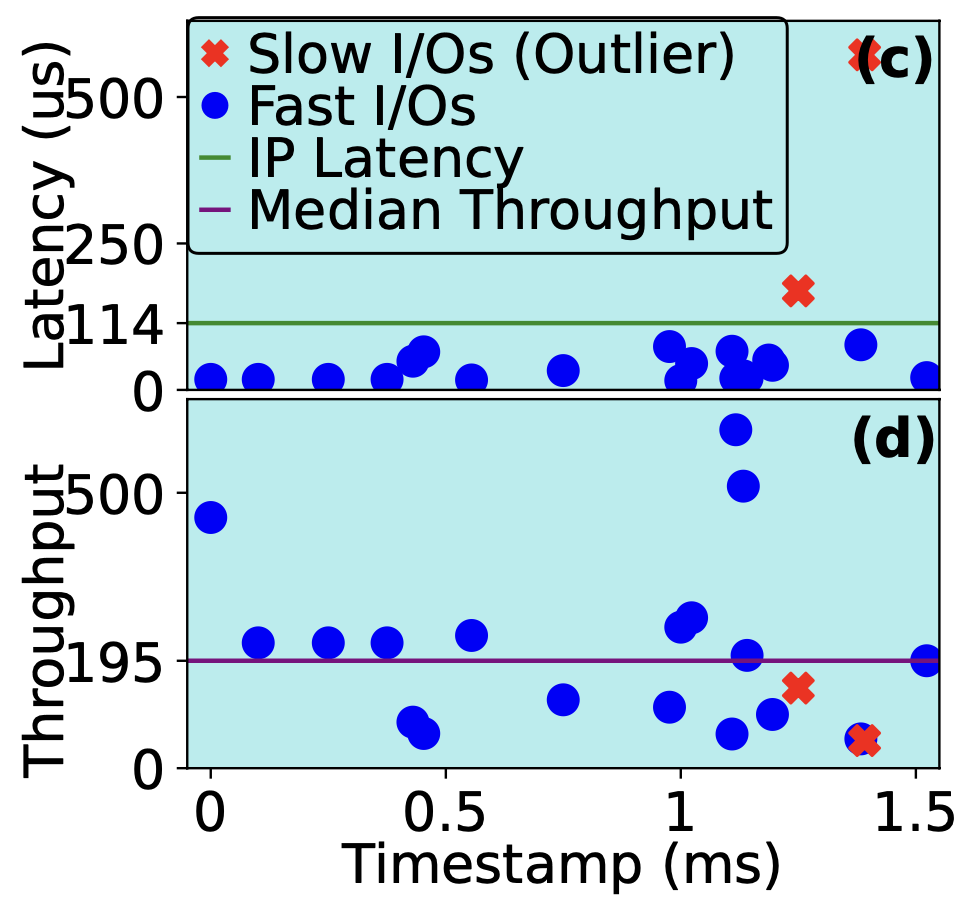 Slow I/Os (Outlier)
Fast I/Os
IP Latency
Median Throughput
(c)
Latency (us)
500
250
114
0
(d)
Throughput
500
195
0
0 0.5 1 1.5
Timestamp (ms)